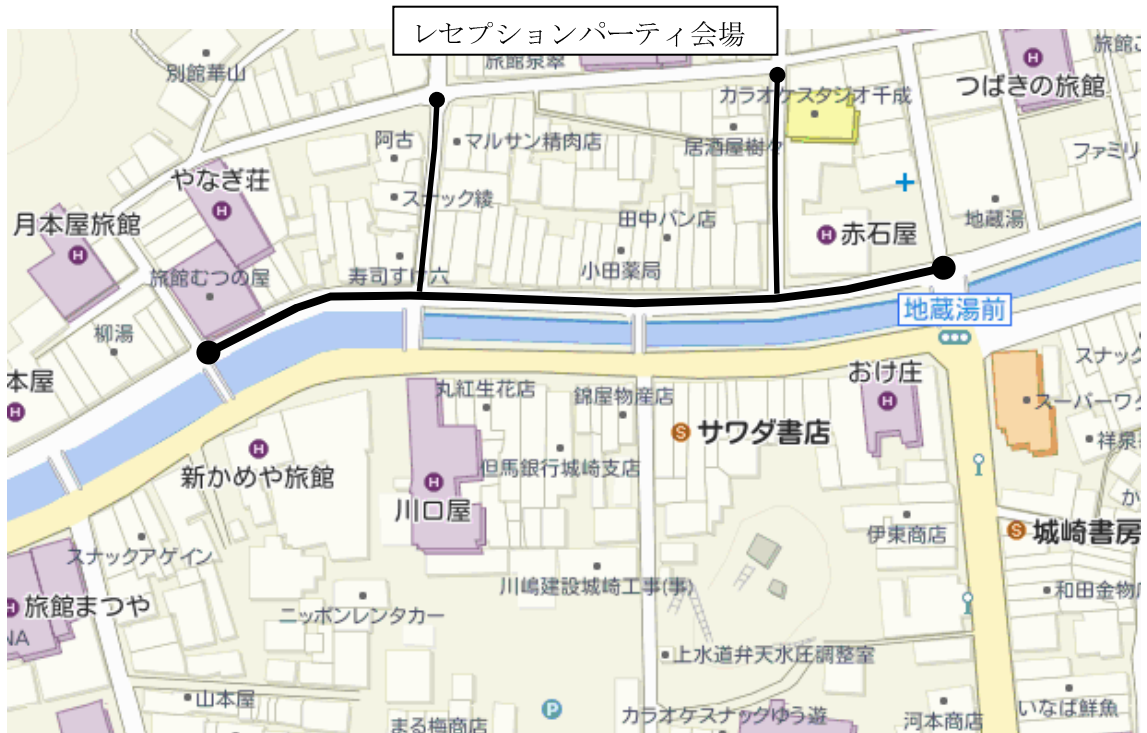 レセプションパーティ会場
旅館泉翠
別館華山
カラオケスタジオ千成
つばきの旅館
阿古
マルサン精肉店
居酒屋樹々
ファミリ
やなぎ荘
スナック綾
月本屋旅館
田中パン店
赤石屋
地蔵湯
旅館むつの屋
寿司すけ六
小田薬局
地蔵湯前
柳湯
本屋
丸紅生花店
錦屋物産店
おけ庄
スナック
スーパーワタ
サワダ書店
祥泉
新かめや旅館
但馬銀行城崎支店
川口屋
か
伊東商店
城崎書房
スナックアゲイン
川嶋建設城崎工事(事)
旅館まつや
ニッポンレンタカー
和田金物
NA
上水道弁天水圧調整室
山本屋
P
まる梅商店
カラオケスナックゆう遊
河本商店
いなば鮮魚